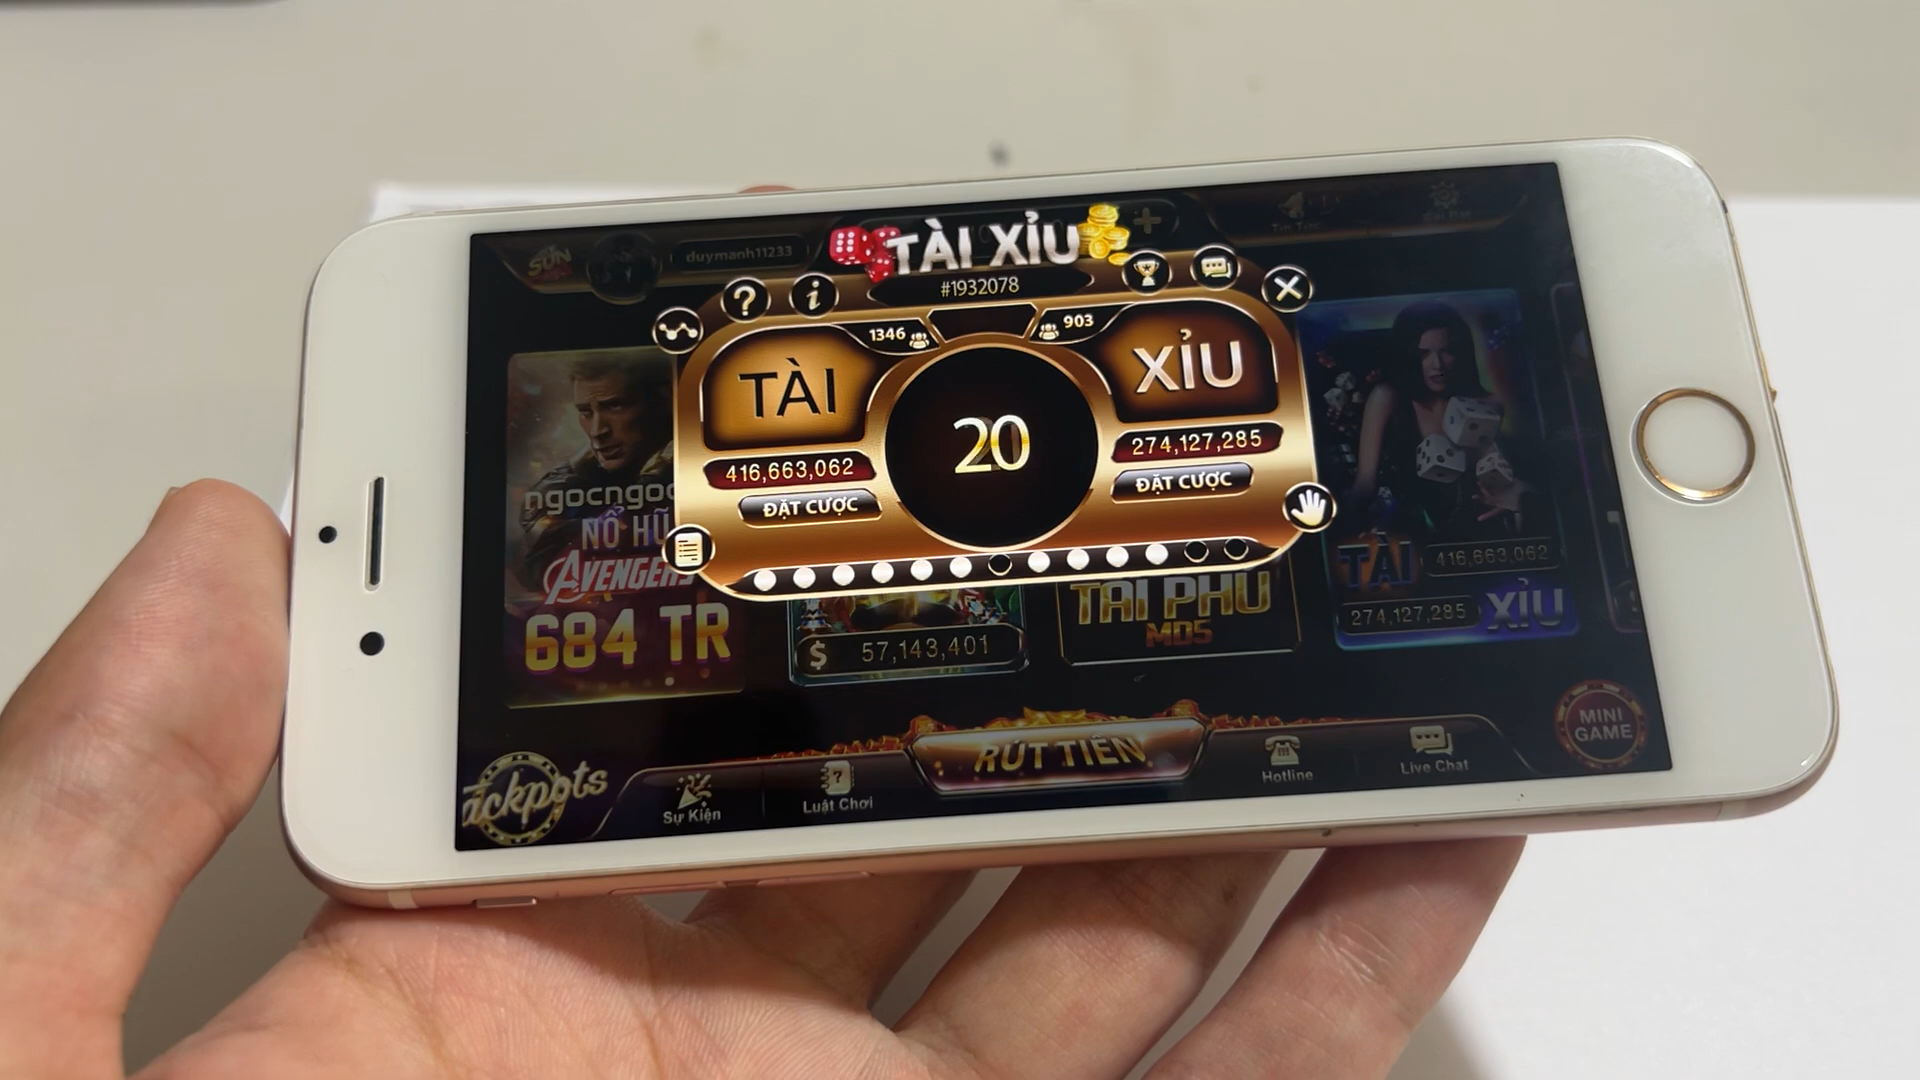 SUN
duymanh11233
TÀI XỈU
#1932078
1346
903
TÀI
XỈU
20
416,663,062
274,127,285
ĐẶT CƯỢC
ĐẶT CƯỢC
ngocngoc
NỔ HŨ
AVENGERS
684 TR
$ 57,143,401
TAI PHU
MD5
TÀI 416,663,062
274,127,285 XỈU
ackpots
Sự Kiện
Luật Chơi
RÚT TIỀN
Hotline
Live Chat
MINI
GAME